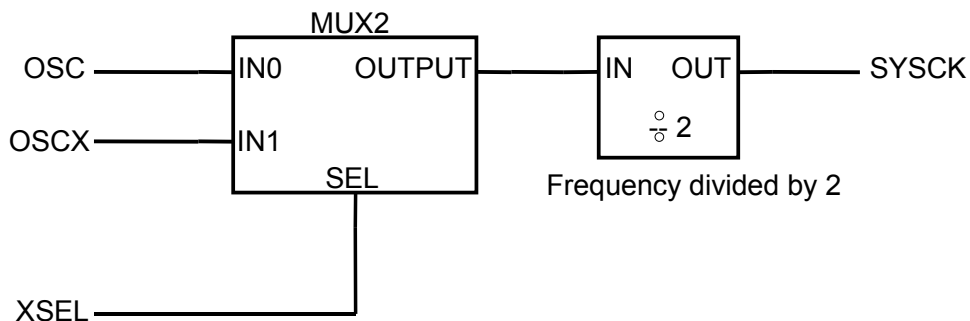 MUX2
OSC IN0 OUTPUT IN OUT SYSCK
÷ 2
OSCX IN1
SEL
Frequency divided by 2
XSEL